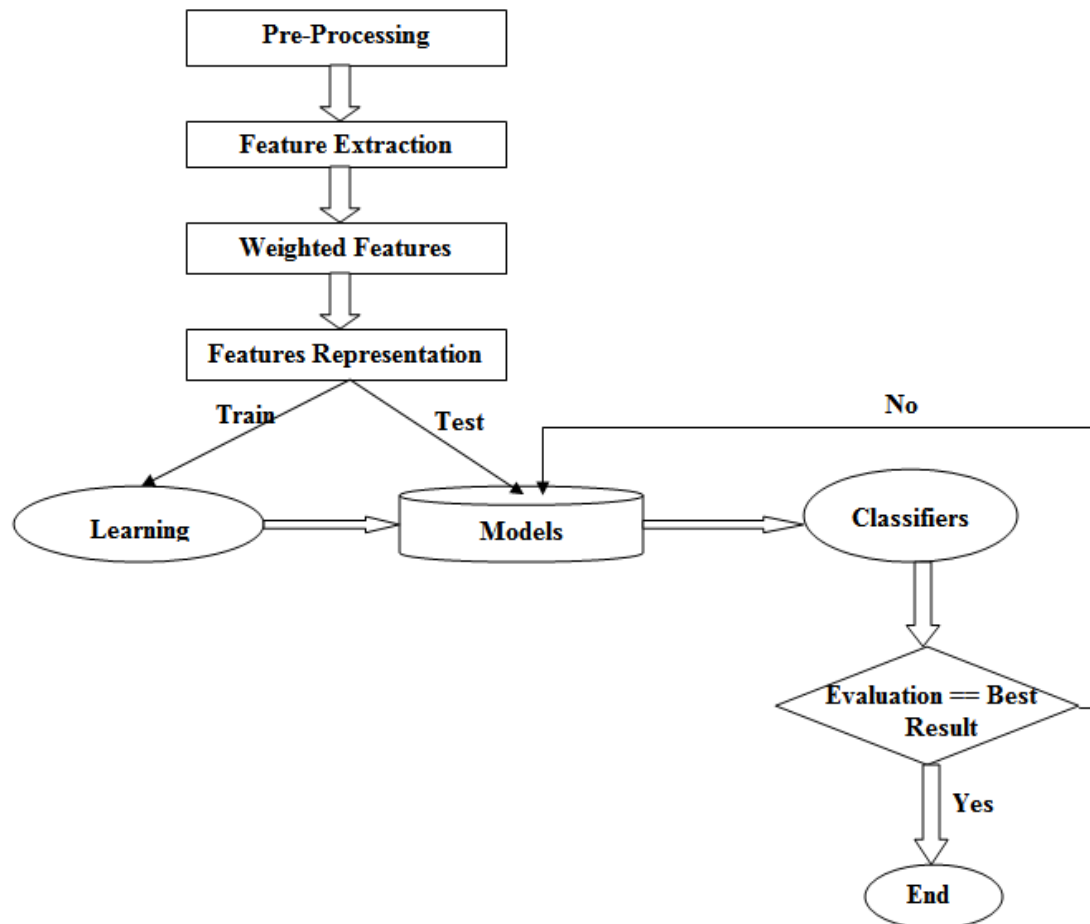 Pre-Processing
Feature Extraction
Weighted Features
Features Representation
Train
Test
No
Learning
Models
Classifiers
Evaluation == Best
Result
Yes
End